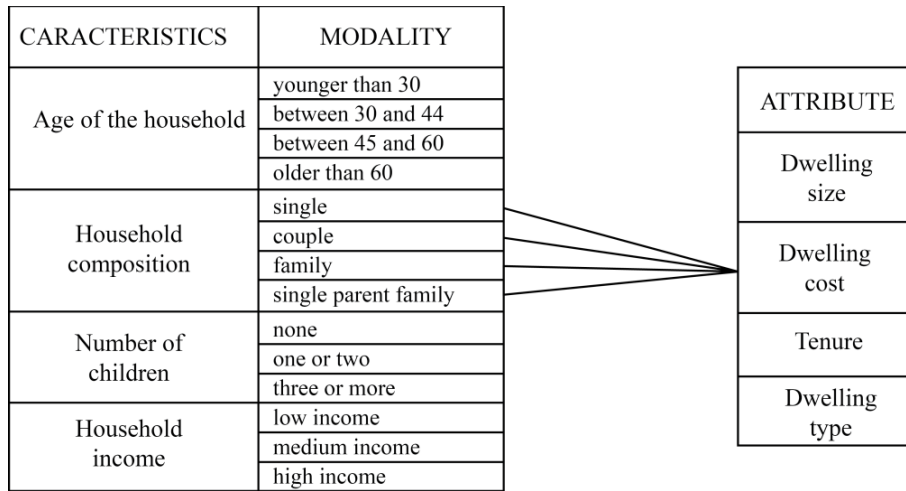 CARACTERISTICS
MODALITY
Age of the household
younger than 30
between 30 and 44
between 45 and 60
older than 60
Household
composition
single
couple
family
single parent family
Number of
children
none
one or two
three or more
Household
income
low income
medium income
high income
ATTRIBUTE
Dwelling
size
Dwelling
cost
Tenure
Dwelling
type